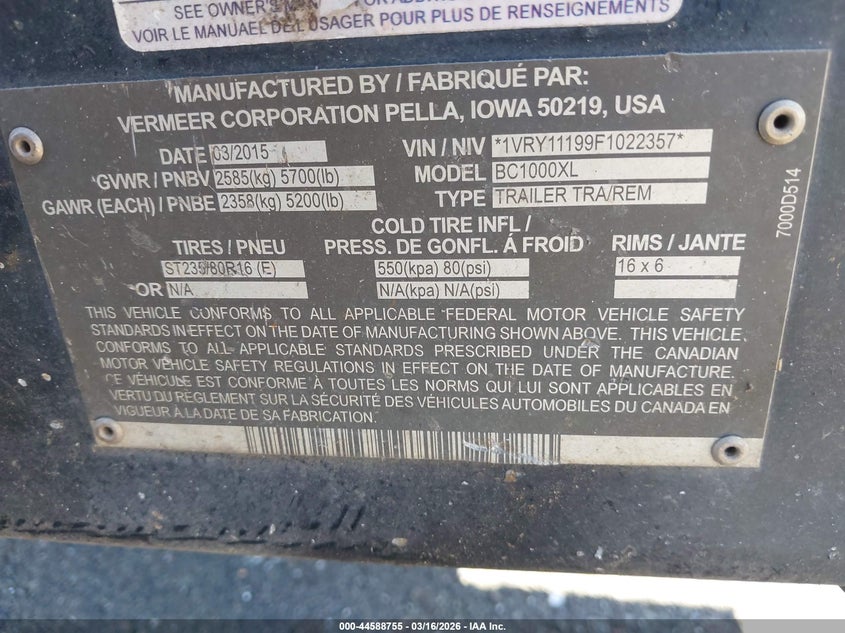 SEE OWNER'S MANUAL FOR
VOIR LE MANUAEL DE L'USAGER POUR PLUS DE RENSEIGNEMENTS
MANUFACTURED BY / FABRIQUÉ PAR:
VERMEER CORPORATION PELLA, IOWA 50219, USA
DATE 03/2015 VIN / NIV *1VRY11199F1022357*
GVWR / PNBV 2585(kg) 5700(lb) MODEL BC1000XL
GAWR (EACH) / PNBE 2358(kg) 5200(lb) TYPE TRAILER TRA/REM
COLD TIRE INFL /
TIRES / PNEU PRESS. DE GONFL. Á FROID RIMS / JANTE
ST235/80R16 (E) 550(kpa) 80(psi) 16 x 6
OR N/A N/A(kpa) N/A(psi)
7000D514
THIS VEHICLE CONFORMS TO ALL APPLICABLE FEDERAL MOTOR VEHICLE SAFETY
STANDARDS IN EFFECT ON THE DATE OF MANUFACTURING SHOWN ABOVE. THIS VEHICLE
CONFORMS TO ALL APPLICABLE STANDARDS PRESCRIBED UNDER THE CANADIAN
MOTOR VEHICLE SAFETY REGULATIONS IN EFFECT ON THE DATE OF MANUFACTURE.
CE VÉHICULE EST CONFORME À TOUTES LES NORMS QUI LUI SONT APPLICABLES EN
VERTU DU RÈGLEMENT SUR LA SÉCURITÉ DES VÉHICULES AUTOMOBILES DU CANADA EN
VIGUEUR À LA DATE DE SA FABRICATION.
000-44588755 - 03/16/2026 - IAA, Inc.